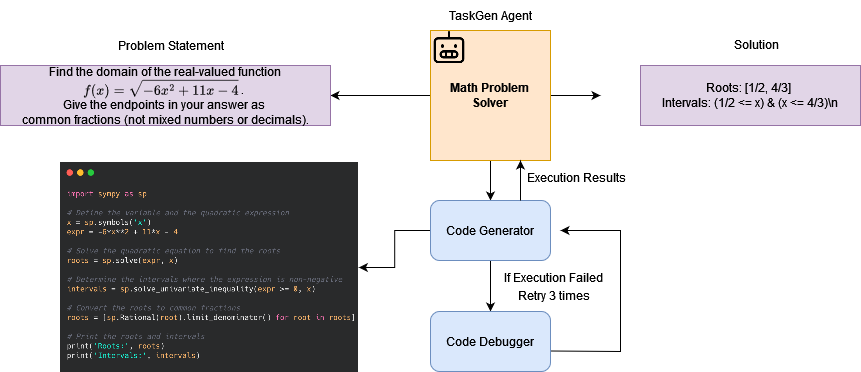 TaskGen Agent
Problem Statement
Solution
Find the domain of the real-valued function
f(x) = √−6x² + 11x − 4.
Give the endpoints in your answer as
common fractions (not mixed numbers or decimals).
Math Problem
Solver
Roots: [1/2, 4/3]
Intervals: (1/2 <= x) & (x <= 4/3)\n
Execution Results
import sympy as sp
# Define the variable and the quadratic expression
x = sp.symbols('x')
expr = -6*x**2 + 11*x - 4
# Solve the quadratic equation to find the roots
roots = sp.solve(expr, x)
# Determine the intervals where the expression is non-negative
intervals = sp.solve_univariate_inequality(expr >= 0, x)
# Convert the roots to common fractions
roots = [sp.Rational(root).limit_denominator() for root in roots]
# Print the roots and intervals
print('Roots:', roots)
print('Intervals:', intervals)
Code Generator
If Execution Failed
Retry 3 times
Code Debugger